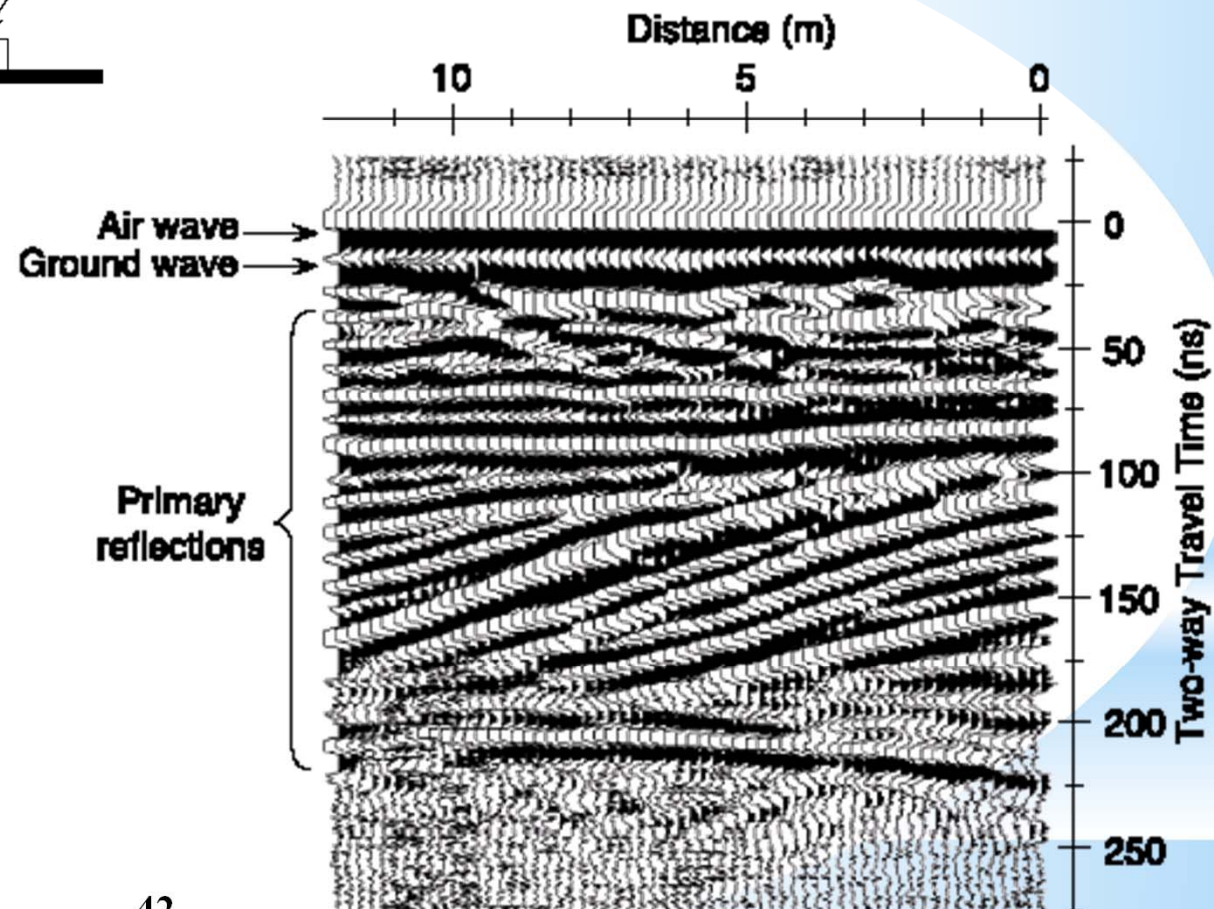 Distance (m)
10 5 0
Air wave
Ground wave
Primary
reflections
0
50
100
150
200
250
Two-way Travel Time (ns)